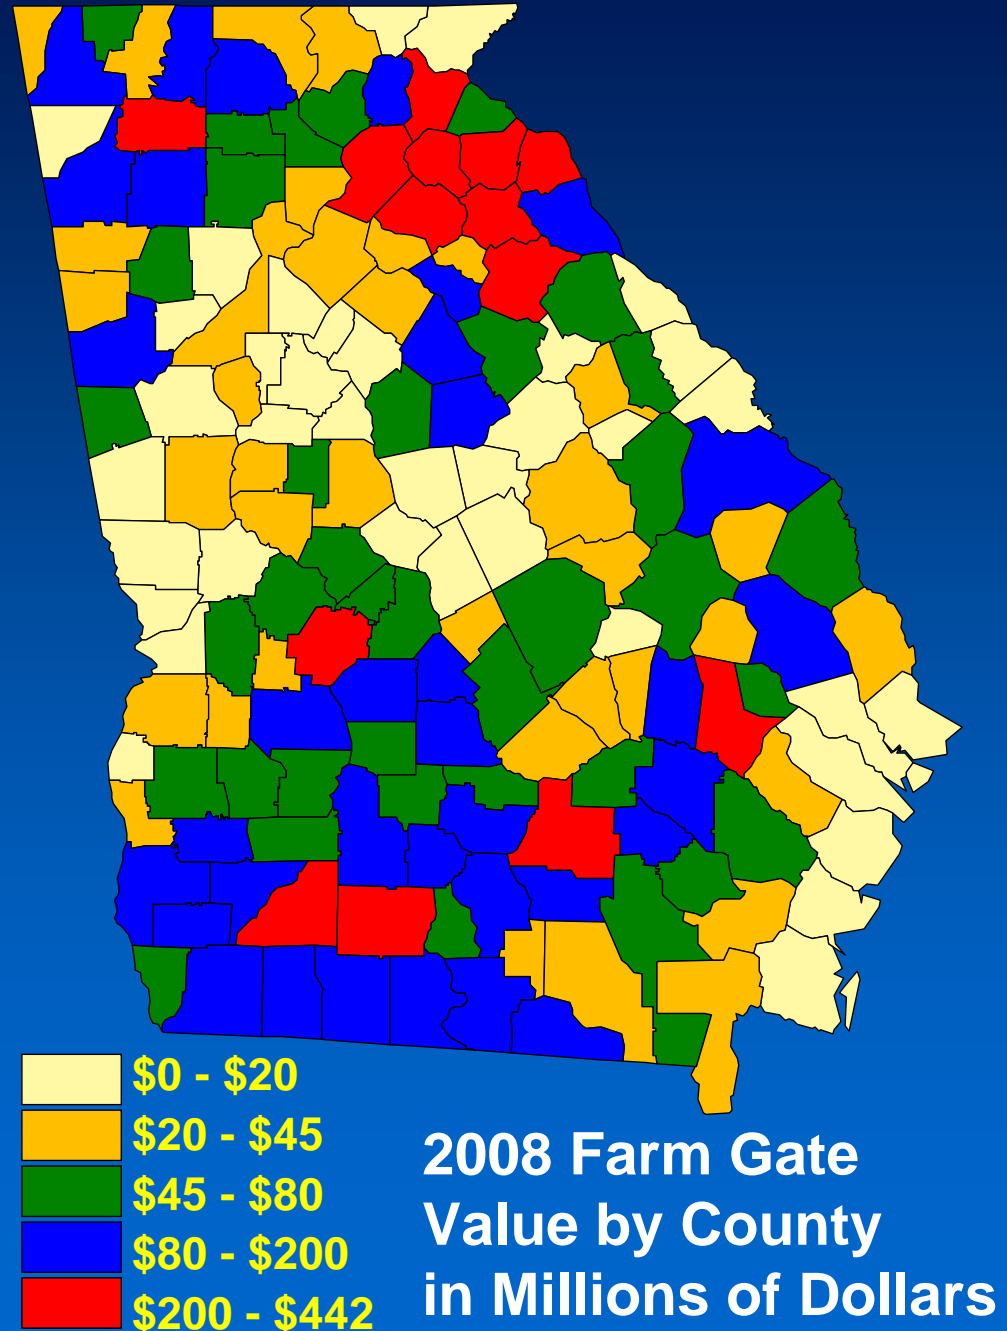 $0 - $20
$20 - $45
$45 - $80
$80 - $200
$200 - $442
2008 Farm Gate
Value by County
in Millions of Dollars